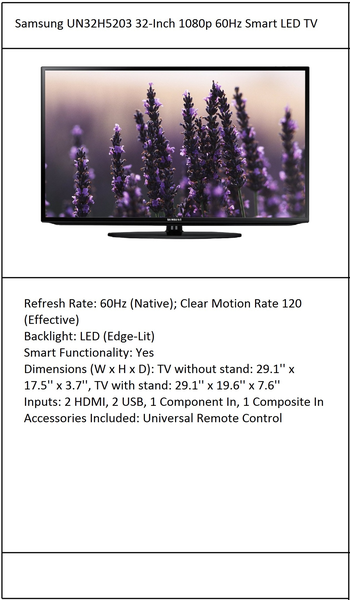 Samsung UN32H5203 32-Inch 1080p 60Hz Smart LED TV
SAMSUNG
Refresh Rate: 60Hz (Native); Clear Motion Rate 120
(Effective)
Backlight: LED (Edge-Lit)
Smart Functionality: Yes
Dimensions (W x H x D): TV without stand: 29.1'' x
17.5'' x 3.7'', TV with stand: 29.1'' x 19.6'' x 7.6''
Inputs: 2 HDMI, 2 USB, 1 Component In, 1 Composite In
Accessories Included: Universal Remote Control